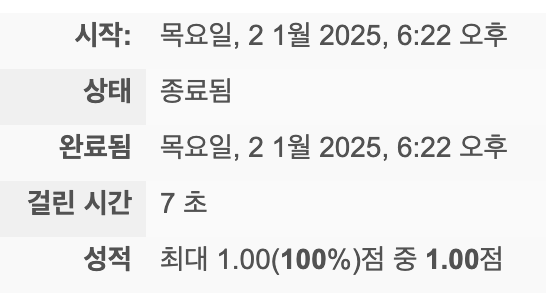 시작: 목요일, 2 1월 2025, 6:22 오후
상태 종료됨
완료됨 목요일, 2 1월 2025, 6:22 오후
걸린 시간 7 초
성적 최대 1.00(100%)점 중 1.00점